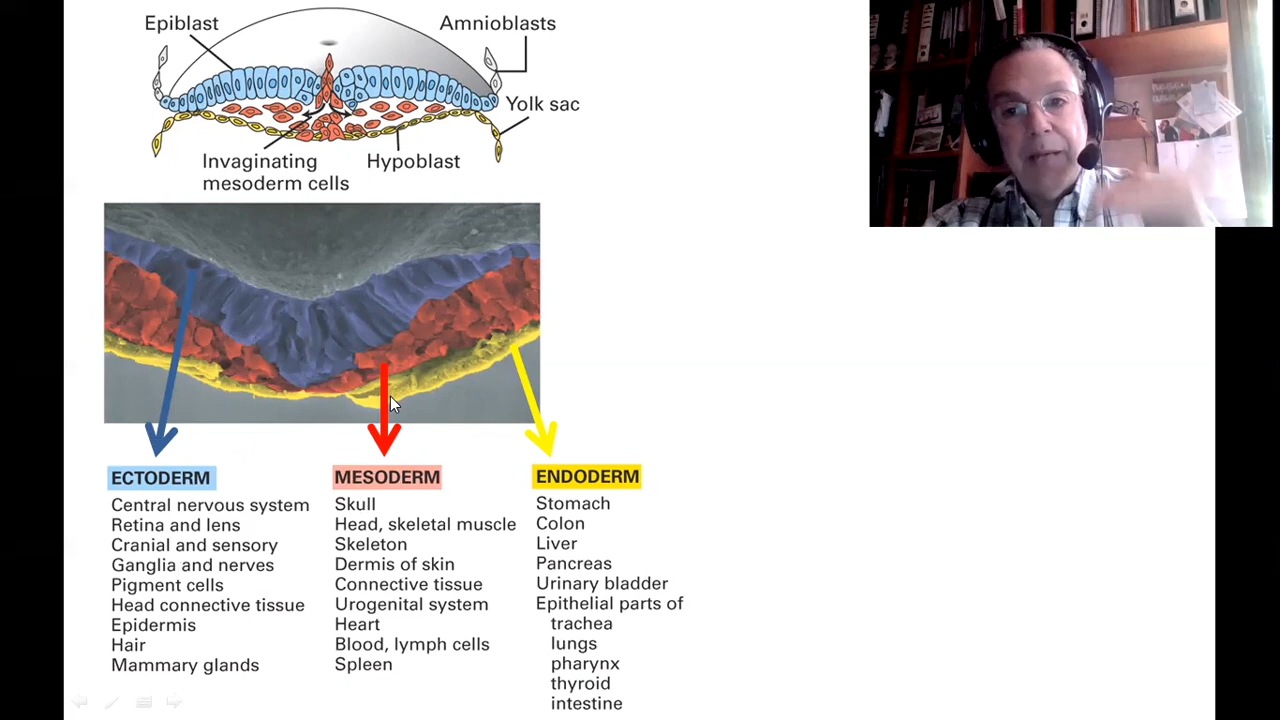 Epiblast
Amnioblasts
Yolk sac
Invaginating
mesoderm cells
Hypoblast
ECTODERM
Central nervous system
Retina and lens
Cranial and sensory
Ganglia and nerves
Pigment cells
Head connective tissue
Epidermis
Hair
Mammary glands
MESODERM
Skull
Head, skeletal muscle
Skeleton
Dermis of skin
Connective tissue
Urogenital system
Heart
Blood, lymph cells
Spleen
ENDODERM
Stomach
Colon
Liver
Pancreas
Urinary bladder
Epithelial parts of
trachea
lungs
pharynx
thyroid
intestine